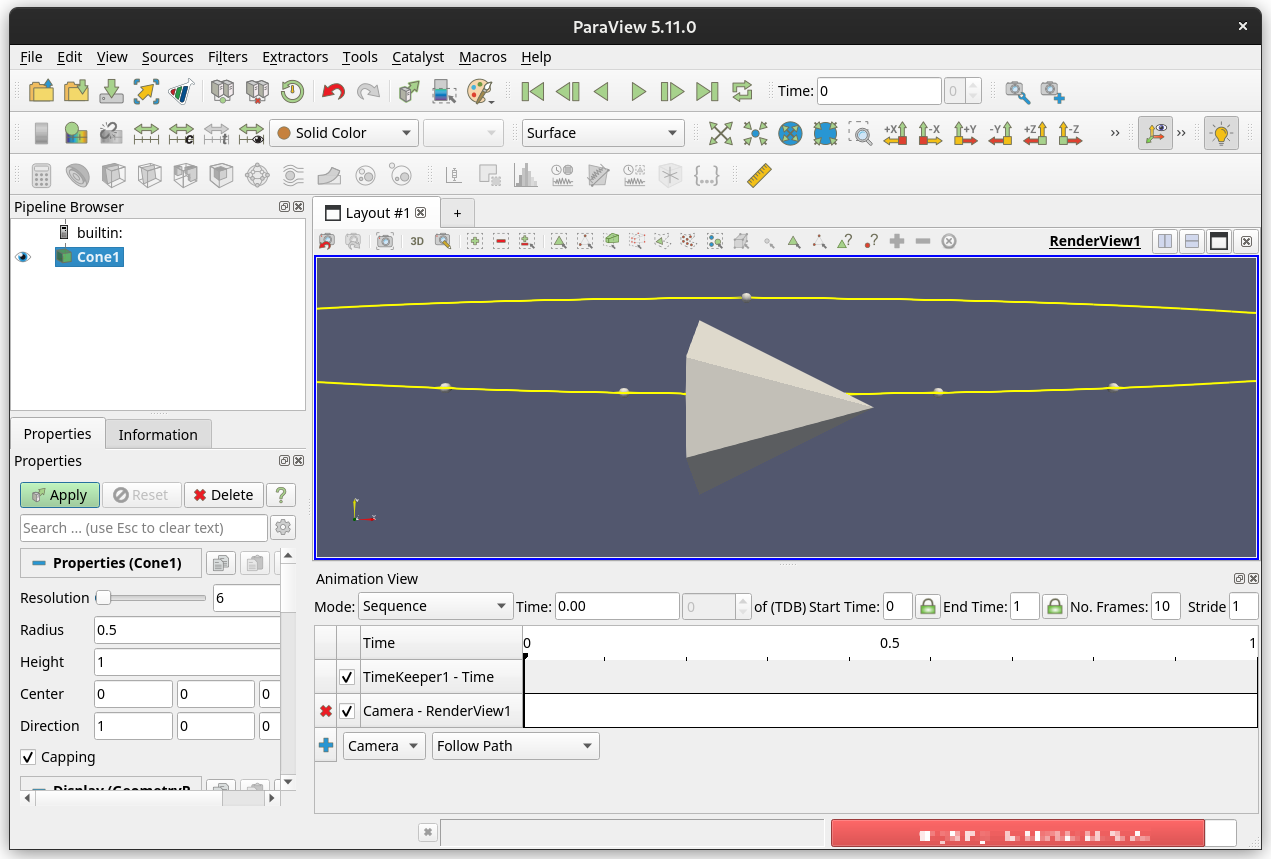 ParaView 5.11.0
File Edit View Sources Filters Extractors Tools Catalyst Macros Help
Time: 0 0
Solid Color Surface +X -X +Y -Y +Z -Z
Pipeline Browser
builtin:
Cone1
Layout #1 +
3D RenderView1
Properties Information
Properties
Apply Reset Delete ?
Search ... (use Esc to clear text)
Properties (Cone1)
Resolution 6
Radius 0.5
Height 1
Center 0 0 0
Direction 1 0 0
Capping
Animation View
Mode: Sequence Time: 0.00 0 of (TDB) Start Time: 0 End Time: 1 No. Frames: 10 Stride 1
Time 0 0.5 1
TimeKeeper1 - Time
Camera - RenderView1
Camera Follow Path